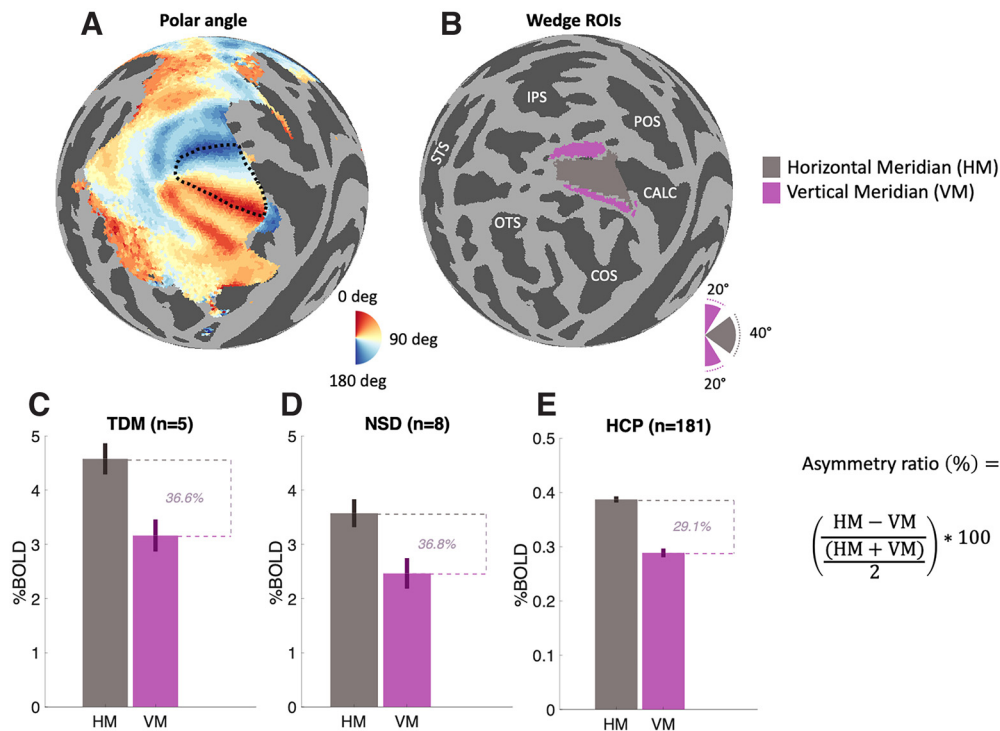 A
Polar angle
0 deg
90 deg
180 deg
B
Wedge ROIs
IPS
POS
STS
CALC
OTS
COS
Horizontal Meridian (HM)
Vertical Meridian (VM)
20°
40°
20°
C
TDM (n=5)
%BOLD
5
4
3
2
1
0
36.6%
HM VM
D
NSD (n=8)
%BOLD
5
4
3
2
1
0
36.8%
HM VM
E
HCP (n=181)
%BOLD
0.5
0.4
0.3
0.2
0.1
0
29.1%
HM VM
Asymmetry ratio (%) =
(HM − VM
(HM + VM)
2) * 100